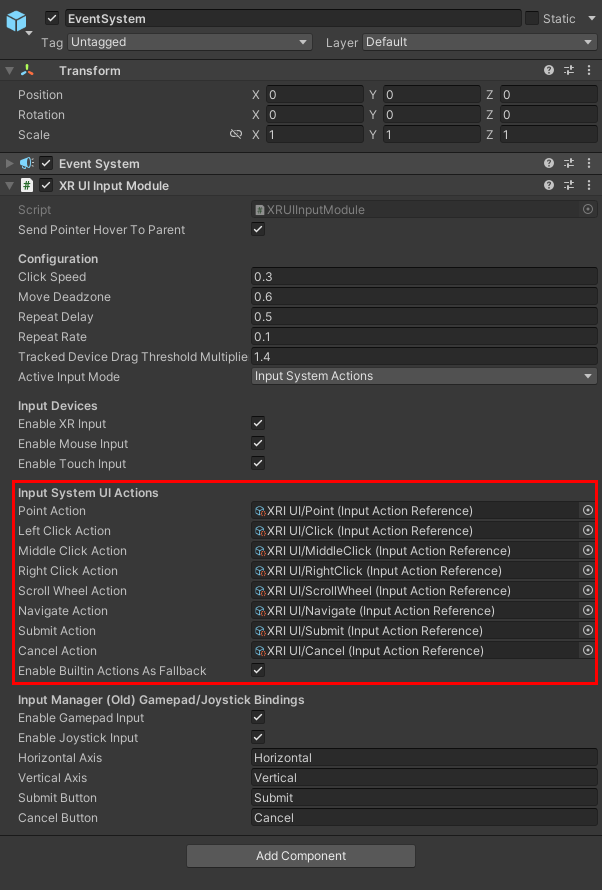 EventSystem Static
Tag Untagged Layer Default
Transform
Position X 0 Y 0 Z 0
Rotation X 0 Y 0 Z 0
Scale X 1 Y 1 Z 1
Event System
# XR UI Input Module
Script # XRUIInputModule
Send Pointer Hover To Parent
Configuration
Click Speed 0.3
Move Deadzone 0.6
Repeat Delay 0.5
Repeat Rate 0.1
Tracked Device Drag Threshold Multiplie 1.4
Active Input Mode Input System Actions
Input Devices
Enable XR Input
Enable Mouse Input
Enable Touch Input
Input System UI Actions
Point Action XRI UI/Point (Input Action Reference)
Left Click Action XRI UI/Click (Input Action Reference)
Middle Click Action XRI UI/MiddleClick (Input Action Reference)
Right Click Action XRI UI/RightClick (Input Action Reference)
Scroll Wheel Action XRI UI/ScrollWheel (Input Action Reference)
Navigate Action XRI UI/Navigate (Input Action Reference)
Submit Action XRI UI/Submit (Input Action Reference)
Cancel Action XRI UI/Cancel (Input Action Reference)
Enable Builtin Actions As Fallback
Input Manager (Old) Gamepad/Joystick Bindings
Enable Gamepad Input
Enable Joystick Input
Horizontal Axis Horizontal
Vertical Axis Vertical
Submit Button Submit
Cancel Button Cancel
Add Component